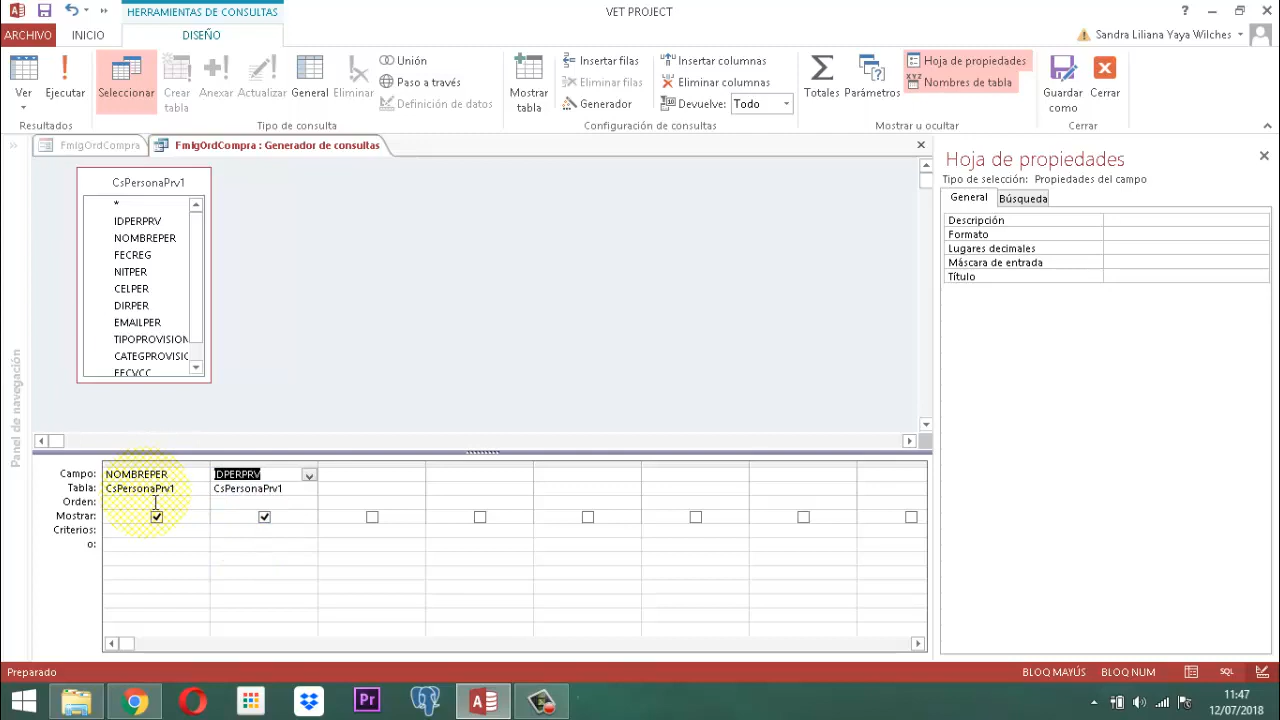 HERRAMIENTAS DE CONSULTAS
VET PROJECT
?
ARCHIVO
INICIO
DISEÑO
Sandra Liliana Yaya Wilches
Ver
Ejecutar
Resultados
Seleccionar
Crear tabla
Anexar
Actualizar
General
Eliminar
Unión
Paso a través
Definición de datos
Tipo de consulta
Mostrar tabla
Insertar filas
Eliminar filas
Generador
Insertar columnas
Eliminar columnas
Devuelve: Todo
Configuración de consultas
Totales
Parámetros
Hoja de propiedades
XYZ Nombres de tabla
Mostrar u ocultar
Guardar como
Cerrar
Cerrar
FmIgOrdCompra
FmIgOrdCompra : Generador de consultas
Panel de navegación
CsPersonaPrv1
*
IDPERPRV
NOMBREPER
FECREG
NITPER
CELPER
DIRPER
EMAILPER
TIPOPROVISION
CATEGPROVISIO
FECVCC
Hoja de propiedades
Tipo de selección: Propiedades del campo
General Búsqueda
Descripción
Formato
Lugares decimales
Máscara de entrada
Título
Campo: NOMBREPER IDPERPRV
Tabla: CsPersonaPrv1 CsPersonaPrv1
Orden:
Mostrar:
Criterios:
o:
Preparado
BLOQ MAYÚS BLOQ NUM
SQL
Pr
11:47
12/07/2018